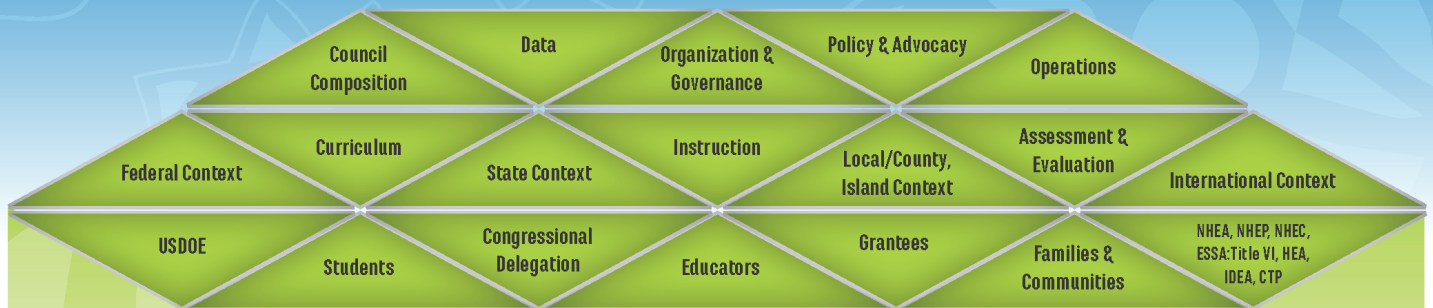 Council
Composition
Data
Organization &
Governance
Policy & Advocacy
Operations
Federal Context
Curriculum
State Context
Instruction
Local/County,
Island Context
Assessment &
Evaluation
International Context
USDOE
Students
Congressional
Delegation
Educators
Grantees
Families &
Communities
NHEA, NHEP, NHEC,
ESSA:Title VI, HEA,
IDEA, CTP